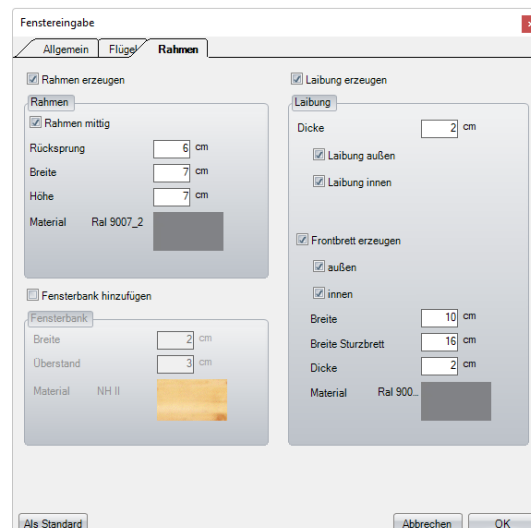 Fenstereingabe
Allgemein Flügel Rahmen
Rahmen erzeugen
Rahmen
Rahmen mittig
Rücksprung 6 cm
Breite 7 cm
Höhe 7 cm
Material Ral 9007_2
Fensterbank hinzufügen
Fensterbank
Breite 2 cm
Überstand 3 cm
Material NH II
Laibung erzeugen
Laibung
Dicke 2 cm
Laibung außen
Laibung innen
Frontbrett erzeugen
außen
innen
Breite 10 cm
Breite Sturzbrett 16 cm
Dicke 2 cm
Material Ral 900...
Als Standard Abbrechen OK